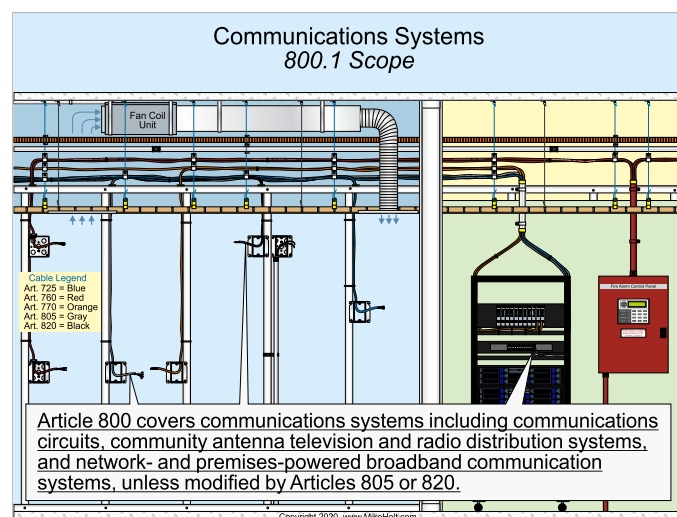 Communications Systems
800.1 Scope
Fan Coil
Unit
Cable Legend
Art. 725 = Blue
Art. 760 = Red
Art. 770 = Orange
Art. 805 = Gray
Art. 820 = Black
Fire Alarm Control Panel
Article 800 covers communications systems including communications
circuits, community antenna television and radio distribution systems,
and network- and premises-powered broadband communication
systems, unless modified by Articles 805 or 820.
Copyright 2020, www.MikeHolt.com